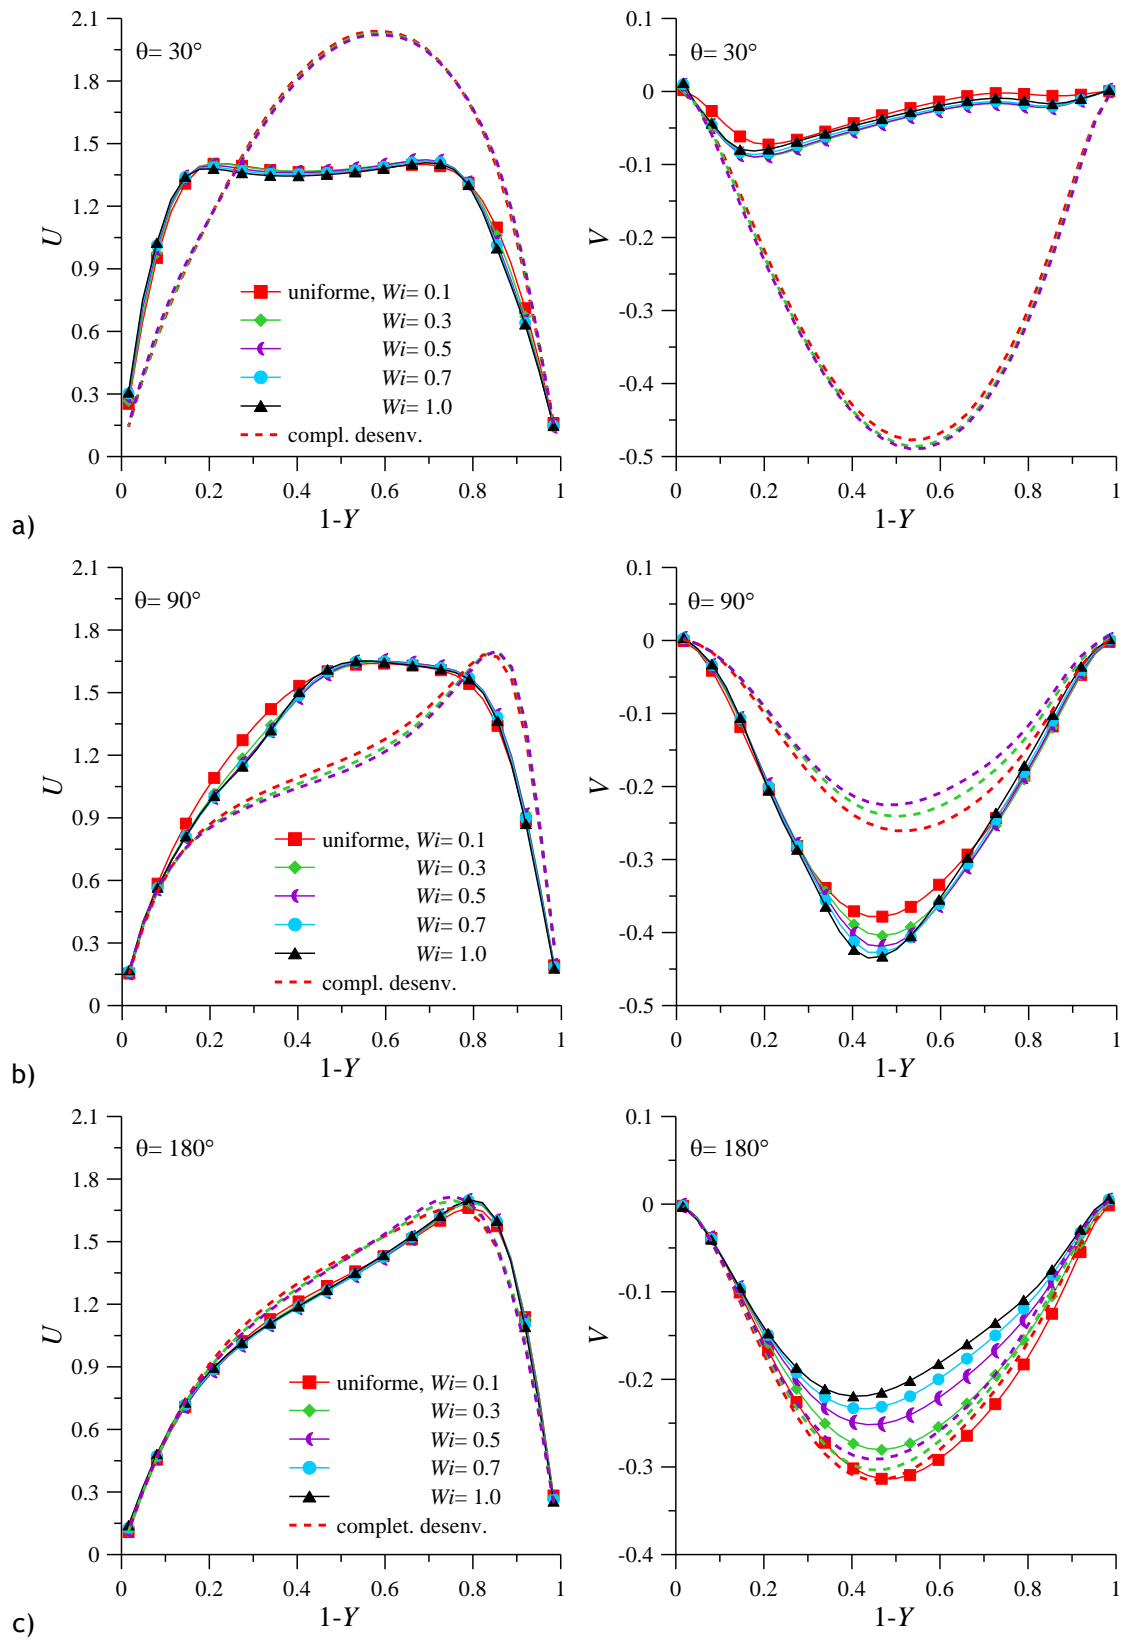 2.1
1.8
1.5
1.2
0.9
0.6
0.3
0
U
θ= 30°
uniforme, Wi= 0.1
Wi= 0.3
Wi= 0.5
Wi= 0.7
Wi= 1.0
compl. desenv.
0 0.2 0.4 0.6 0.8 1
1-Y
0.1
0
-0.1
-0.2
-0.3
-0.4
-0.5
V
θ= 30°
0 0.2 0.4 0.6 0.8 1
1-Y
a)
2.1
1.8
1.5
1.2
0.9
0.6
0.3
0
U
θ= 90°
uniforme, Wi= 0.1
Wi= 0.3
Wi= 0.5
Wi= 0.7
Wi= 1.0
compl. desenv.
0 0.2 0.4 0.6 0.8 1
1-Y
0.1
0
-0.1
-0.2
-0.3
-0.4
-0.5
V
θ= 90°
0 0.2 0.4 0.6 0.8 1
1-Y
b)
2.1
1.8
1.5
1.2
0.9
0.6
0.3
0
U
θ= 180°
uniforme, Wi= 0.1
Wi= 0.3
Wi= 0.5
Wi= 0.7
Wi= 1.0
complet. desenv.
0 0.2 0.4 0.6 0.8 1
1-Y
0.1
0
-0.1
-0.2
-0.3
-0.4
V
θ= 180°
0 0.2 0.4 0.6 0.8 1
1-Y
c)